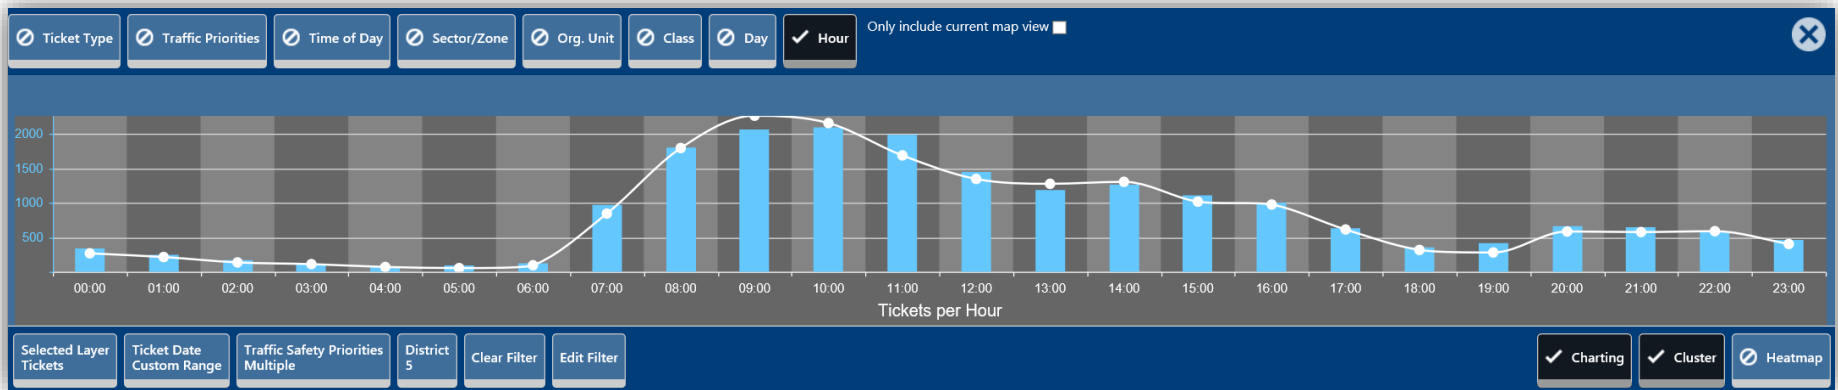 Ticket Type
Traffic Priorities
Time of Day
Sector/Zone
Org. Unit
Class
Day
Hour
Only include current map view
2000
1500
1000
500
00:00 01:00 02:00 03:00 04:00 05:00 06:00 07:00 08:00 09:00 10:00 11:00 12:00 13:00 14:00 15:00 16:00 17:00 18:00 19:00 20:00 21:00 22:00 23:00
Tickets per Hour
Selected Layer
Tickets
Ticket Date
Custom Range
Traffic Safety Priorities
Multiple
District
5
Clear Filter
Edit Filter
Charting
Cluster
Heatmap